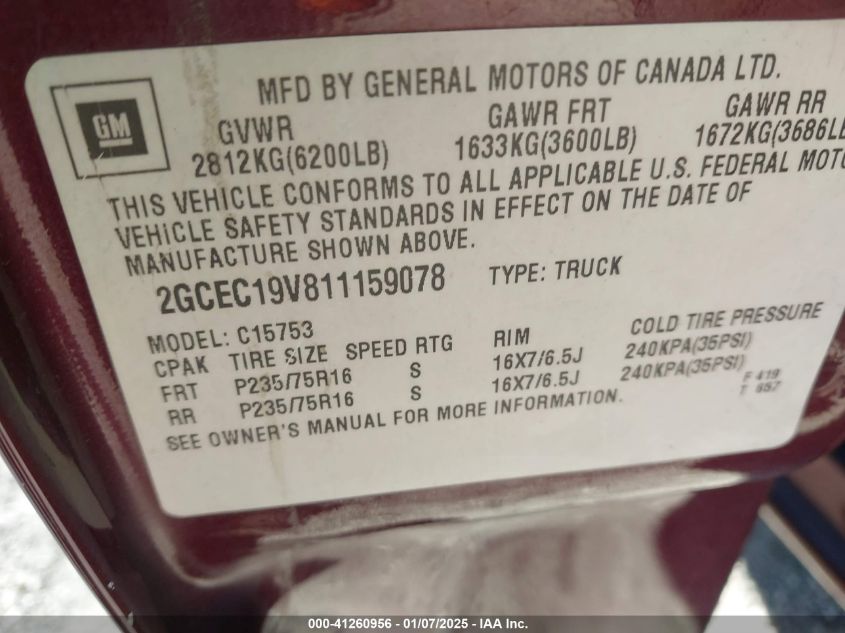 MFD BY GENERAL MOTORS OF CANADA LTD.
GM
GVWR GAWR FRT GAWR RR
2812KG(6200LB) 1633KG(3600LB) 1672KG(3686LB
THIS VEHICLE CONFORMS TO ALL APPLICABLE U.S. FEDERAL MOTO
VEHICLE SAFETY STANDARDS IN EFFECT ON THE DATE OF
MANUFACTURE SHOWN ABOVE.
2GCEC19V811159078 TYPE: TRUCK
MODEL: C15753
CPAK TIRE SIZE SPEED RTG RIM COLD TIRE PRESSURE
FRT P235/75R16 S 16X7/6.5J 240KPA(35PSI)
RR P235/75R16 S 16X7/6.5J 240KPA(35PSI)
SEE OWNER'S MANUAL FOR MORE INFORMATION.
F 419
T 657
000-41260956 - 01/07/2025 - IAA Inc.